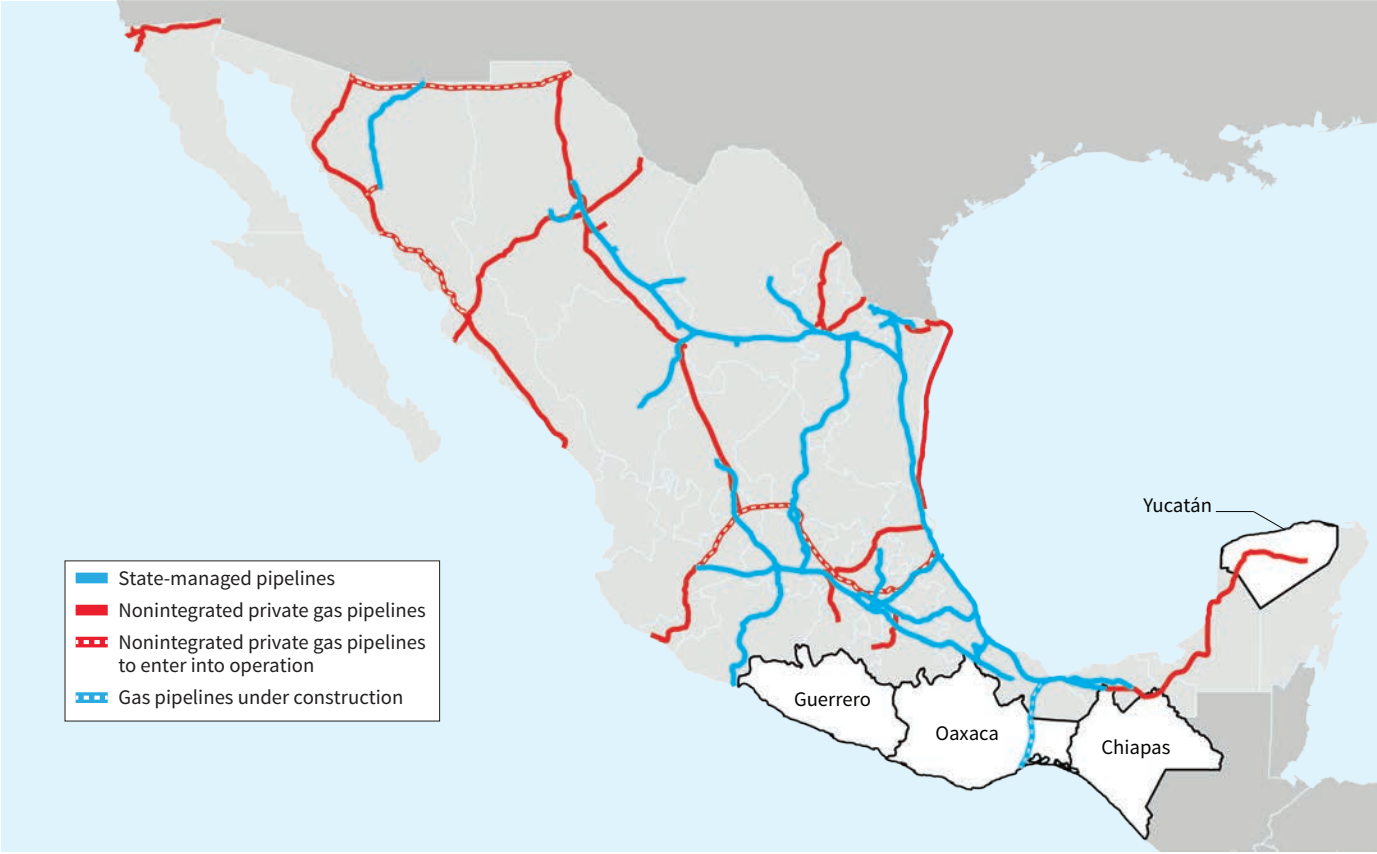 Yucatán
State-managed pipelines
Nonintegrated private gas pipelines
Nonintegrated private gas pipelines
to enter into operation
Gas pipelines under construction
Guerrero
Oaxaca
Chiapas